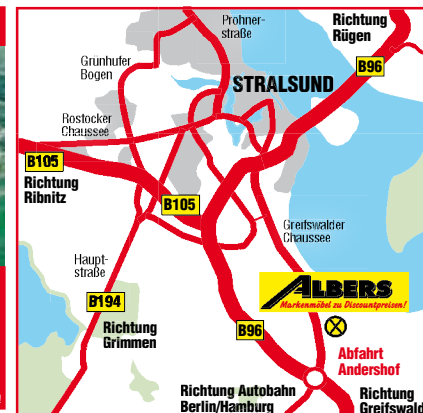 Prohner-
straße
Richtung
Rügen
Grünhufer
Bogen
B96
STRALSUND
Rostocker
Chaussee
B105
Richtung
Ribnitz
B105
Greifswalder
Chaussee
Haupt-
straße
ALBERS
Markenmöbel zu Discountpreisen!
B194
Richtung
Grimmen
B96
Abfahrt
Andershof
Richtung Autobahn
Berlin/Hamburg
Richtung
Greifswald